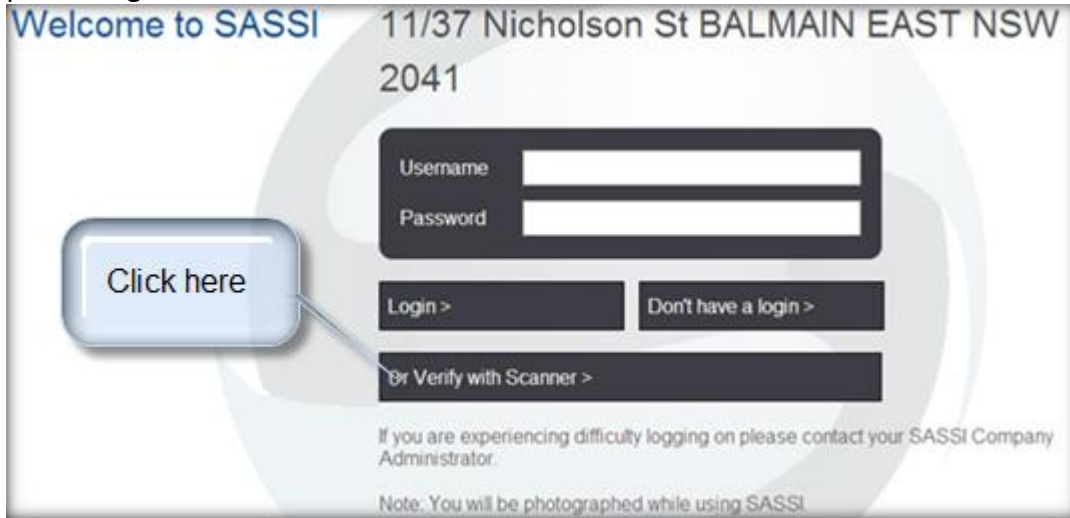 Welcome to SASSI
11/37 Nicholson St BALMAIN EAST NSW
2041
Username
Password
Click here
Login >
Don't have a login >
Or Verify with Scanner >
If you are experiencing difficulty logging on please contact your SASSI Company
Administrator.
Note: You will be photographed while using SASSI